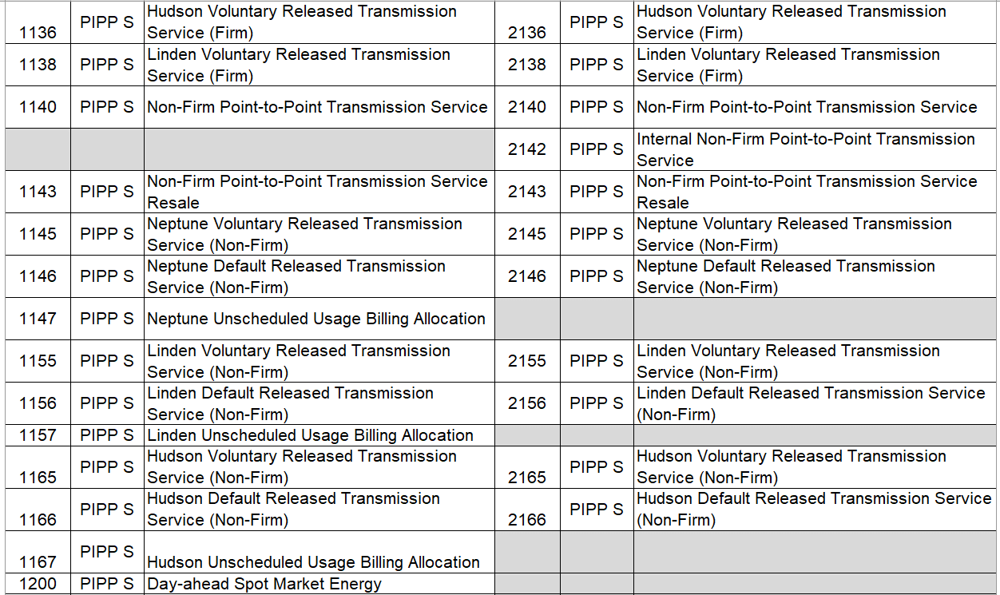 1136 PIPP S Hudson Voluntary Released Transmission Service (Firm) 2136 PIPP S Hudson Voluntary Released Transmission Service (Firm)
1138 PIPP S Linden Voluntary Released Transmission Service (Firm) 2138 PIPP S Linden Voluntary Released Transmission Service (Firm)
1140 PIPP S Non-Firm Point-to-Point Transmission Service 2140 PIPP S Non-Firm Point-to-Point Transmission Service
2142 PIPP S Internal Non-Firm Point-to-Point Transmission Service
1143 PIPP S Non-Firm Point-to-Point Transmission Service Resale 2143 PIPP S Non-Firm Point-to-Point Transmission Service Resale
1145 PIPP S Neptune Voluntary Released Transmission Service (Non-Firm) 2145 PIPP S Neptune Voluntary Released Transmission Service (Non-Firm)
1146 PIPP S Neptune Default Released Transmission Service (Non-Firm) 2146 PIPP S Neptune Default Released Transmission Service (Non-Firm)
1147 PIPP S Neptune Unscheduled Usage Billing Allocation
1155 PIPP S Linden Voluntary Released Transmission Service (Non-Firm) 2155 PIPP S Linden Voluntary Released Transmission Service (Non-Firm)
1156 PIPP S Linden Default Released Transmission Service (Non-Firm) 2156 PIPP S Linden Default Released Transmission Service (Non-Firm)
1157 PIPP S Linden Unscheduled Usage Billing Allocation
1165 PIPP S Hudson Voluntary Released Transmission Service (Non-Firm) 2165 PIPP S Hudson Voluntary Released Transmission Service (Non-Firm)
1166 PIPP S Hudson Default Released Transmission Service (Non-Firm) 2166 PIPP S Hudson Default Released Transmission Service (Non-Firm)
1167 PIPP S Hudson Unscheduled Usage Billing Allocation
1200 PIPP S Day-ahead Spot Market Energy